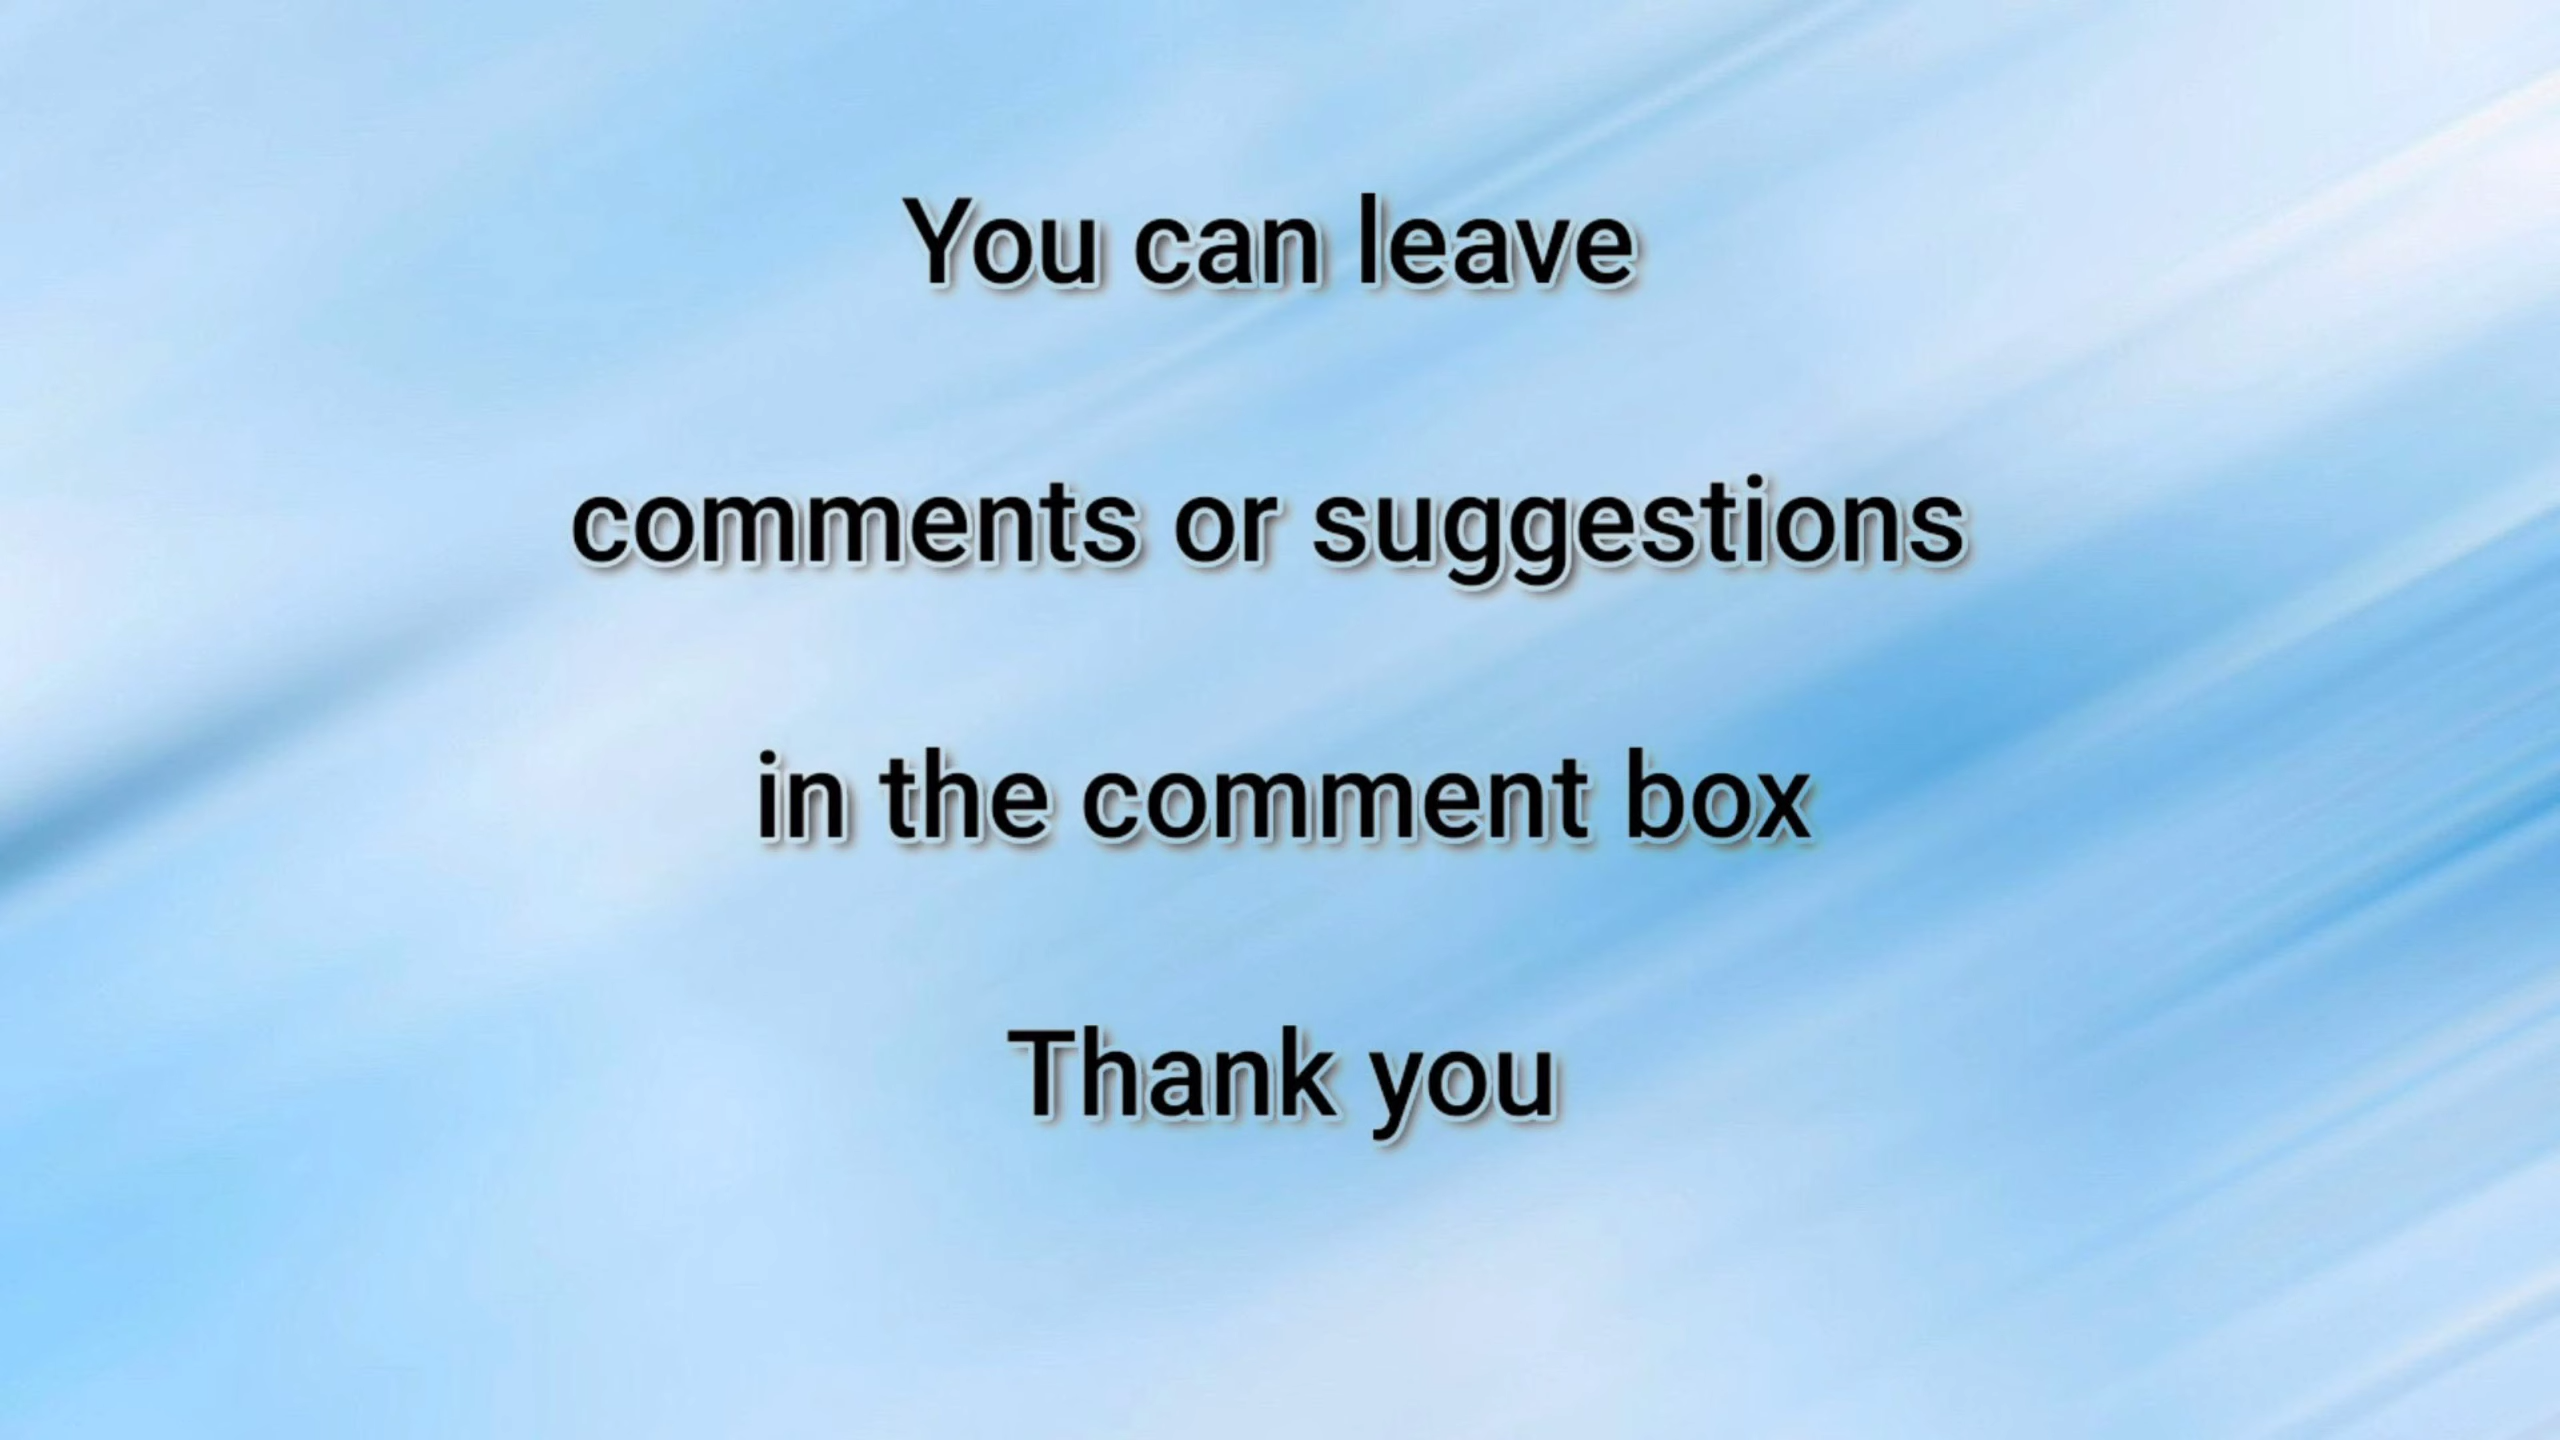 You can leave
comments or suggestions
in the comment box
Thank you